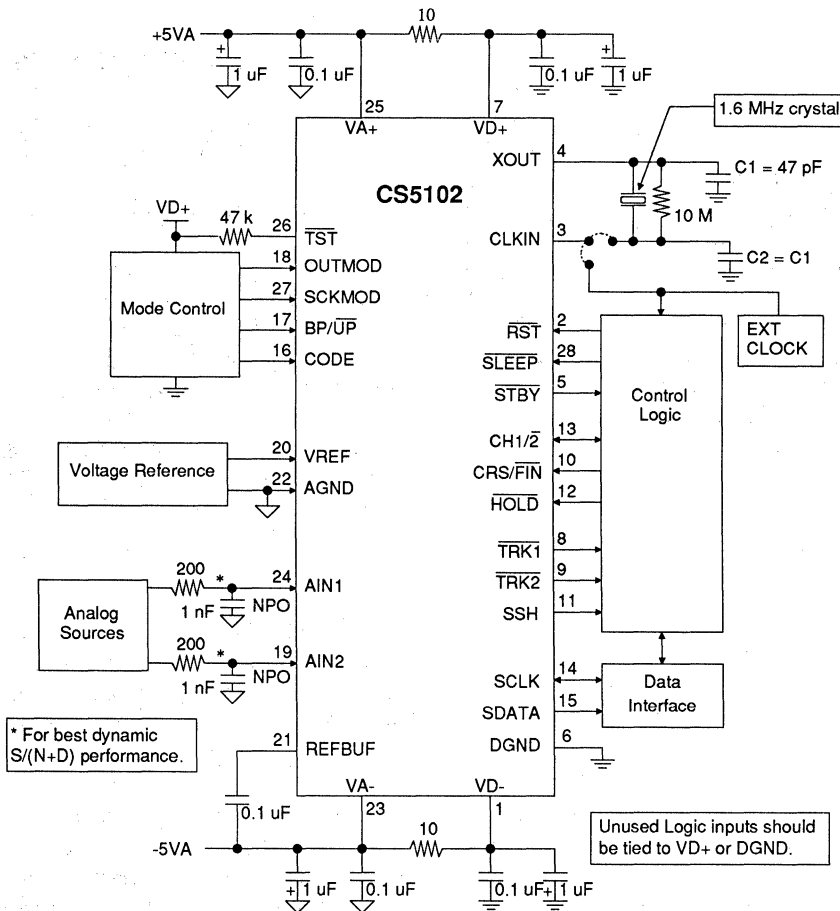 10
+5VA
+
1 uF
0.1 uF
0.1 uF
+
1 uF
25
7
VA+
VD+
1.6 MHz crystal
XOUT
4
C1 = 47 pF
CS5102
10 M
VD+
47 k
26
TST
CLKIN
3
C2 = C1
18
OUTMOD
Mode Control
27
SCKMOD
17
BP/UP
16
CODE
RST
2
EXT
CLOCK
SLEEP
28
STBY
5
Control
Logic
CH1/2
13
20
VREF
Voltage Reference
CRS/FIN
10
22
AGND
HOLD
12
TRK1
8
200
*
24
AIN1
TRK2
9
1 nF
NPO
Analog
Sources
SSH
11
200
*
19
AIN2
1 nF
NPO
SCLK
14
Data
Interface
SDATA
15
* For best dynamic
S/(N+D) performance.
21
REFBUF
DGND
6
0.1 uF
VA-
VD-
23
1
10
Unused Logic inputs should
be tied to VD+ or DGND.
-5VA
+
1 uF
0.1 uF
0.1 uF
+
1 uF